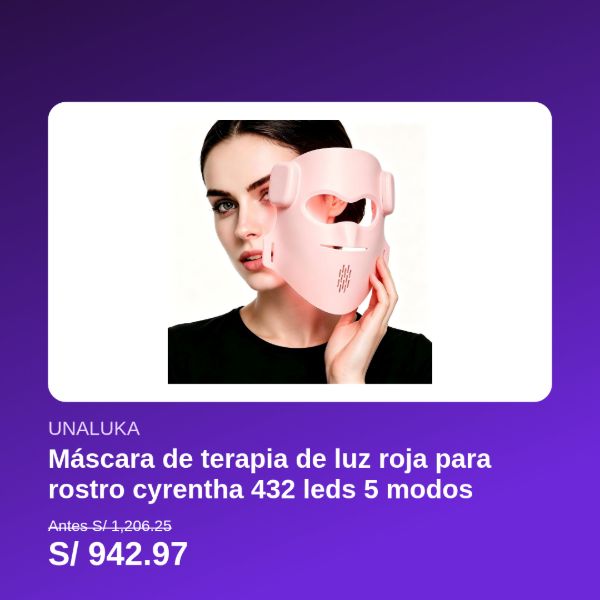 UNALUKA
Máscara de terapia de luz roja para
rostro cyrentha 432 leds 5 modos
Antes S/ 1,206.25
S/ 942.97